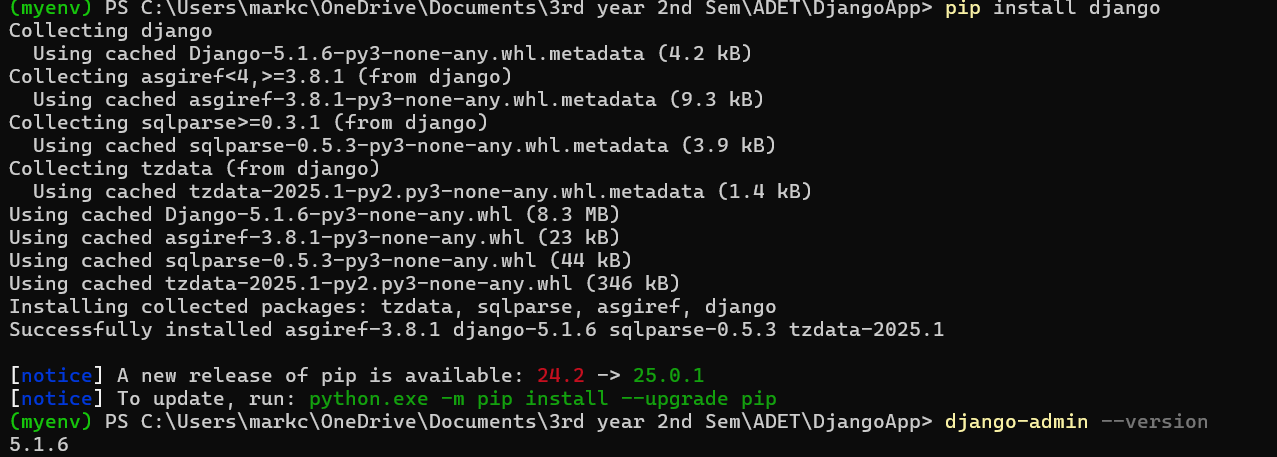 (myenv) PS C:\Users\markc\OneDrive\Documents\3rd year 2nd Sem\ADET\DjangoApp> pip install django
Collecting django
  Using cached Django-5.1.6-py3-none-any.whl.metadata (4.2 kB)
Collecting asgiref<4,>=3.8.1 (from django)
  Using cached asgiref-3.8.1-py3-none-any.whl.metadata (9.3 kB)
Collecting sqlparse>=0.3.1 (from django)
  Using cached sqlparse-0.5.3-py3-none-any.whl.metadata (3.9 kB)
Collecting tzdata (from django)
  Using cached tzdata-2025.1-py2.py3-none-any.whl.metadata (1.4 kB)
Using cached Django-5.1.6-py3-none-any.whl (8.3 MB)
Using cached asgiref-3.8.1-py3-none-any.whl (23 kB)
Using cached sqlparse-0.5.3-py3-none-any.whl (44 kB)
Using cached tzdata-2025.1-py2.py3-none-any.whl (346 kB)
Installing collected packages: tzdata, sqlparse, asgiref, django
Successfully installed asgiref-3.8.1 django-5.1.6 sqlparse-0.5.3 tzdata-2025.1
[notice] A new release of pip is available: 24.2 -> 25.0.1
[notice] To update, run: python.exe -m pip install --upgrade pip
(myenv) PS C:\Users\markc\OneDrive\Documents\3rd year 2nd Sem\ADET\DjangoApp> django-admin --version
5.1.6